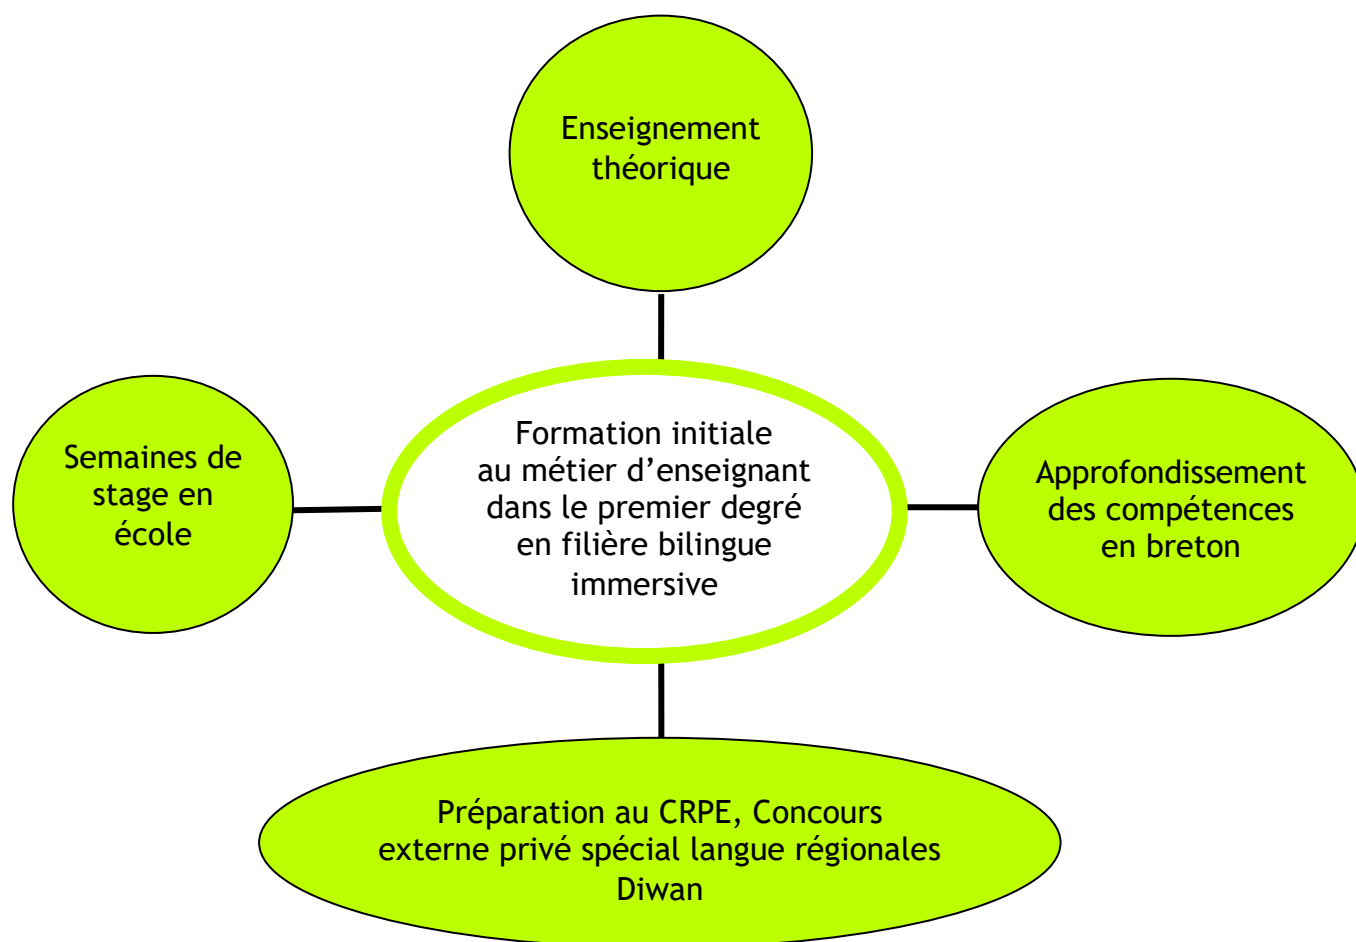 Enseignement
théorique
Semaines de
stage en
école
Formation initiale
au métier d’enseignant
dans le premier degré
en filière bilingue
immersive
Approfondissement
des compétences
en breton
Préparation au CRPE, Concours
externe privé spécial langue régionales
Diwan